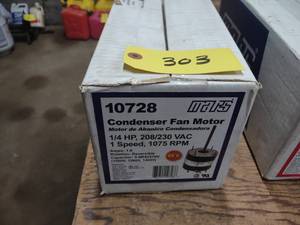 303
10728
MARS
Condenser Fan Motor
Motor de Abanico Condensadora
1/4 HP, 208/230 VAC
1 Speed, 1075 RPM